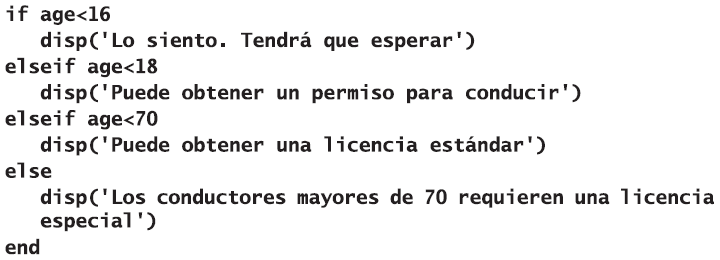 if age<16
disp('Lo siento. Tendrá que esperar')
elseif age<18
disp('Puede obtener un permiso para conducir')
elseif age<70
disp('Puede obtener una licencia estándar')
else
disp('Los conductores mayores de 70 requieren una licencia
especial')
end